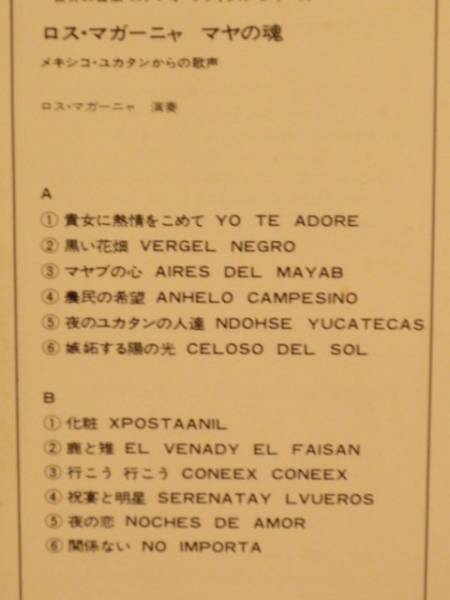 ロス・マガーニャ マヤの魂
メキシコ・ユカタンからの歌声
ロス・マガーニャ 演奏
A
① 貴女に熱情をこめて YO TE ADORE
② 黒い花畑 VERGEL NEGRO
③ マヤブの心 AIRES DEL MAYAB
④ 農民の希望 ANHELO CAMPESINO
⑤ 夜のユカタンの人達 NDOHSE YUCATECAS
⑥ 嫉妬する陽の光 CELOSO DEL SOL
B
① 化粧 XPOSTAANIL
② 鹿と雉 EL VENADY EL FAISAN
③ 行こう 行こう CONEEX CONEEX
④ 祝宴と明星 SERENATAY LVUEROS
⑤ 夜の恋 NOCHES DE AMOR
⑥ 関係ない NO IMPORTA